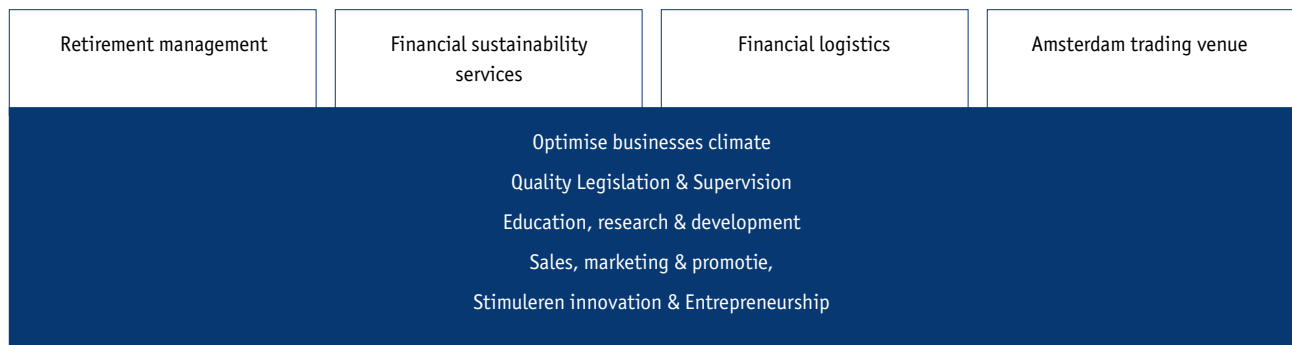 Retirement management
Financial sustainability
services
Financial logistics
Amsterdam trading venue
Optimise businesses climate
Quality Legislation & Supervision
Education, research & development
Sales, marketing & promotie,
Stimuleren innovation & Entrepreneurship